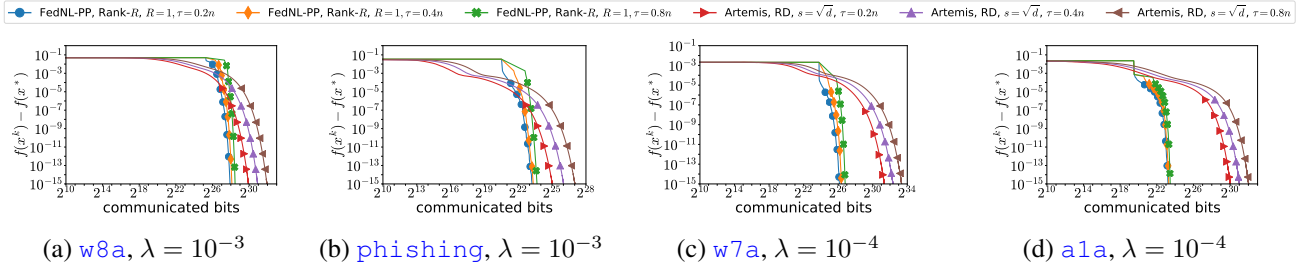 FedNL-PP, Rank-R, R = 1, τ = 0.2n FedNL-PP, Rank-R, R = 1, τ = 0.4n FedNL-PP, Rank-R, R = 1, τ = 0.8n Artemis, RD, s = √d, τ = 0.2n Artemis, RD, s = √d, τ = 0.4n Artemis, RD, s = √d, τ = 0.8n
f(x^k) − f(x^*)
10^−1
10^−3
10^−5
10^−7
10^−9
10^−11
10^−13
10^−15
2^10 2^14 2^18 2^22 2^26 2^30
communicated bits
(a) w8a, λ = 10^−3
f(x^k) − f(x^*)
10^−1
10^−3
10^−5
10^−7
10^−9
10^−11
10^−13
10^−15
2^10 2^13 2^16 2^19 2^22 2^25 2^28
communicated bits
(b) phishing, λ = 10^−3
f(x^k) − f(x^*)
10^−1
10^−3
10^−5
10^−7
10^−9
10^−11
10^−13
10^−15
2^10 2^14 2^18 2^22 2^26 2^30 2^34
communicated bits
(c) w7a, λ = 10^−4
f(x^k) − f(x^*)
10^−1
10^−3
10^−5
10^−7
10^−9
10^−11
10^−13
10^−15
2^10 2^14 2^18 2^22 2^26 2^30
communicated bits
(d) a1a, λ = 10^−4